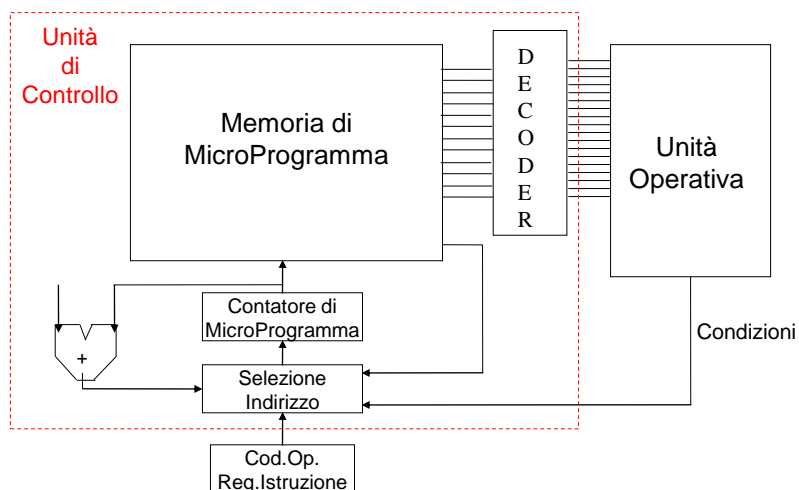 Unità
di
Controllo
Memoria di
MicroProgramma
D
E
C
O
D
E
R
Unità
Operativa
Contatore di
MicroProgramma
Condizioni
+
Selezione
Indirizzo
Cod.Op.
Reg.Istruzione